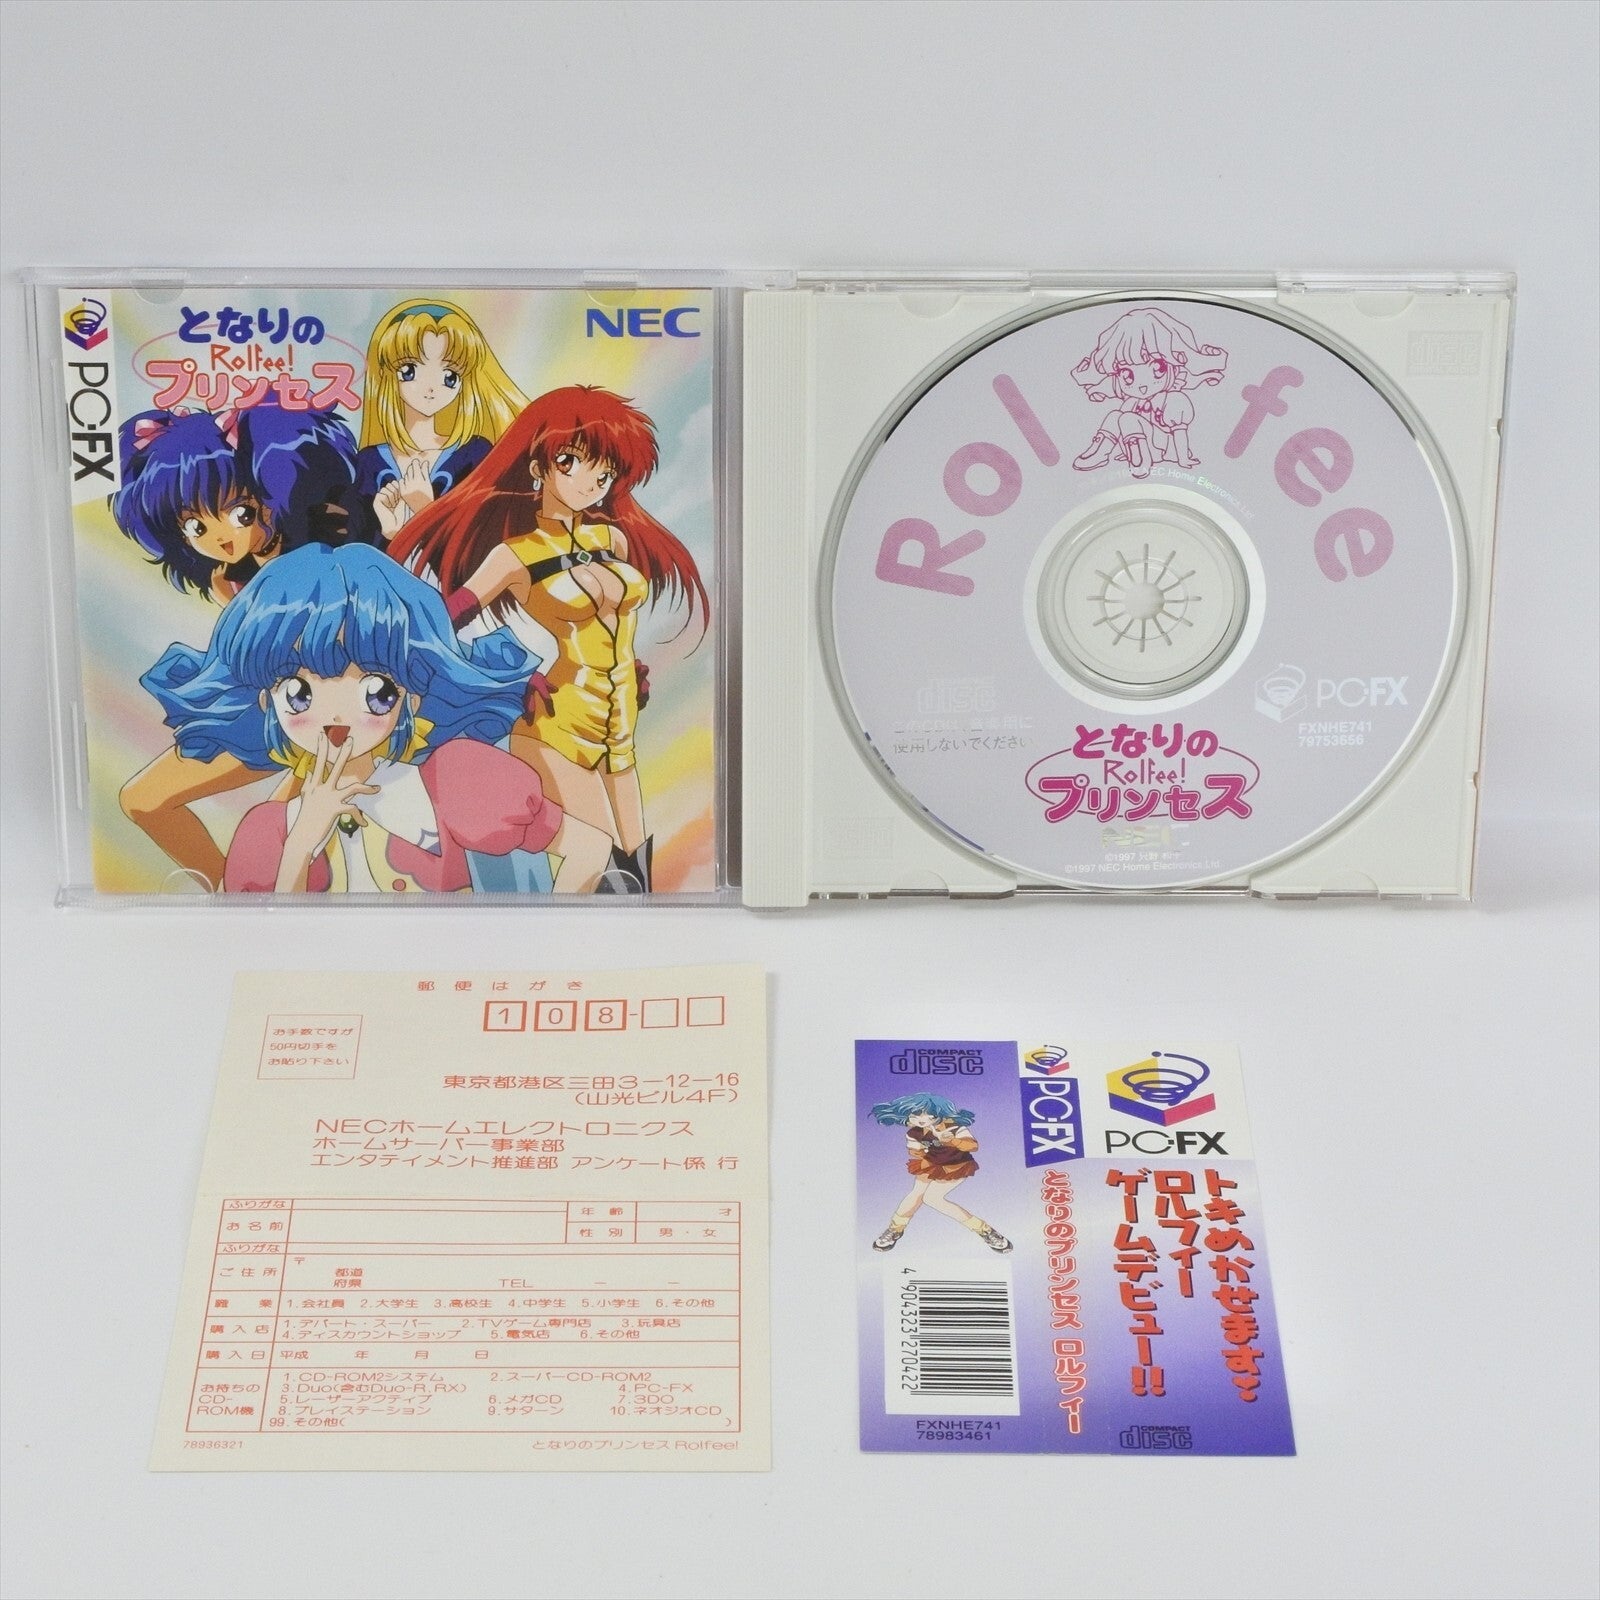 PC-FX
となりの
Rolfee!
プリンセス
NEC
Rolfee
NEC Home Electronics Ltd.
disc
使用しないでください
PC-FX
FXNHE741
79753656
となりの
Rolfee!
プリンセス
NEC
©1997 NEC Home Electronics Ltd.
郵便はがき
108-
お手数ですが
50円切手を
お貼り下さい
東京都港区三田3-12-16
(山光ビル4F)
NECホームエレクトロニクス
ホームサーバー事業部
エンタテイメント推進部 アンケート係 行
ふりがな
お名前
年齢 才
性別 男・女
ふりがな
ご住所 〒 都道府県 TEL － －
職業 1.会社員 2.大学生 3.高校生 4.中学生 5.小学生 6.その他
購入店 1.デパート・スーパー 2.TVゲーム専門店 3.玩具店
4.ディスカウントショップ 5.電気店 6.その他
購入日 平成 年 月 日
お持ちのCD-ROM機
1.CD-ROM2システム 2.スーパーCD-ROM2
3.Duo(含むDuo-R,RX) 4.PC-FX
5.レーザーアクティブ 6.メガCD 7.3DO
8.プレイステーション 9.サターン 10.ネオジオCD
99.その他( )
78936321 となりのプリンセス Rolfee!
COMPACT
disc
4904323270422
FXNHE741
78983461
PC-FX
となりのプリンセス ロルフィー
PC-FX
トキめかせます♥
ロルフィー
ゲームデビュー!!
COMPACT
disc